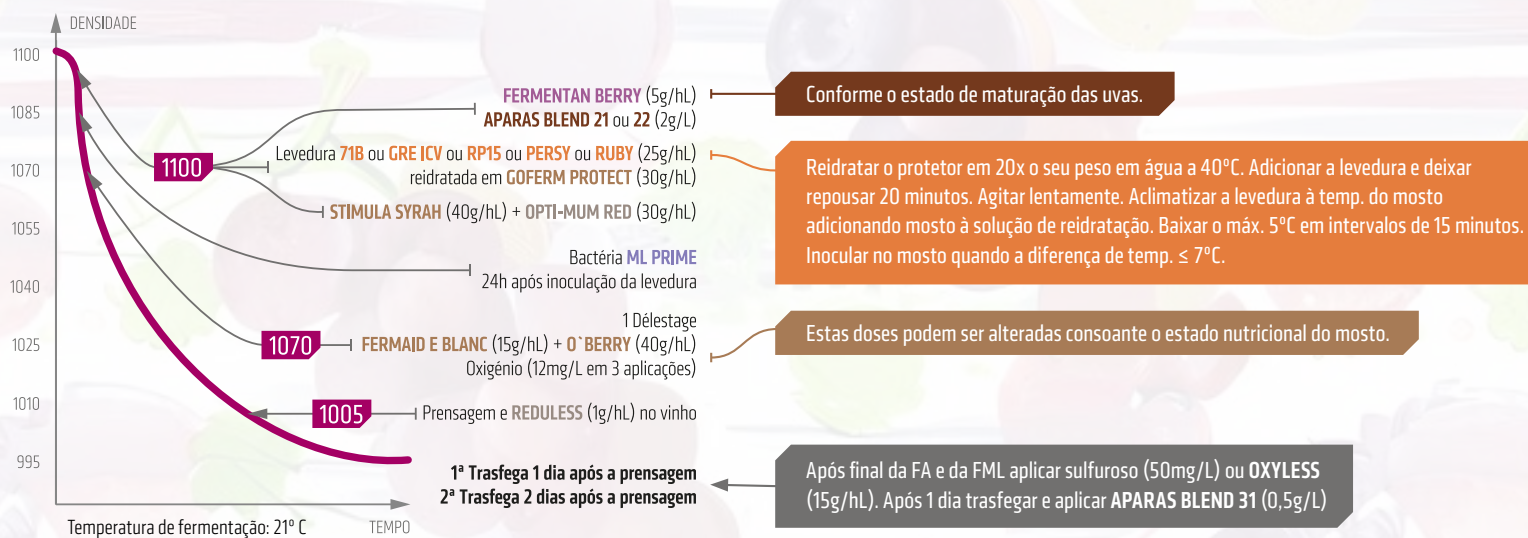 DENSIDADE
1100
1085
1070
1055
1040
1025
1010
995
1100
FERMENTAN BERRY (5g/hL)
APARAS BLEND 21 ou 22 (2g/L)
Conforme o estado de maturação das uvas.
Levedura 71B ou GRE ICV ou RP15 ou PERSY ou RUBY (25g/hL)
reidratada em GOFERM PROTECT (30g/hL)
Reidratar o protetor em 20x o seu peso em água a 40ºC. Adicionar a levedura e deixar
repousar 20 minutos. Agitar lentamente. Aclimatizar a levedura à temp. do mosto
adicionando mosto à solução de reidratação. Baixar o máx. 5ºC em intervalos de 15 minutos.
Inocular no mosto quando a diferença de temp. ≤ 7ºC.
STIMULA SYRAH (40g/hL) + OPTI-MUM RED (30g/hL)
Bactéria ML PRIME
24h após inoculação da levedura
1070
1 Délestage
FERMAID E BLANC (15g/hL) + O`BERRY (40g/hL)
Oxigénio (12mg/L em 3 aplicações)
Estas doses podem ser alteradas consoante o estado nutricional do mosto.
1005
Prensagem e REDULESS (1g/hL) no vinho
1ª Trasfega 1 dia após a prensagem
2ª Trasfega 2 dias após a prensagem
Após final da FA e da FML aplicar sulfuroso (50mg/L) ou OXYLESS
(15g/hL). Após 1 dia trasfegar e aplicar APARAS BLEND 31 (0,5g/L)
Temperatura de fermentação: 21º C
TEMPO